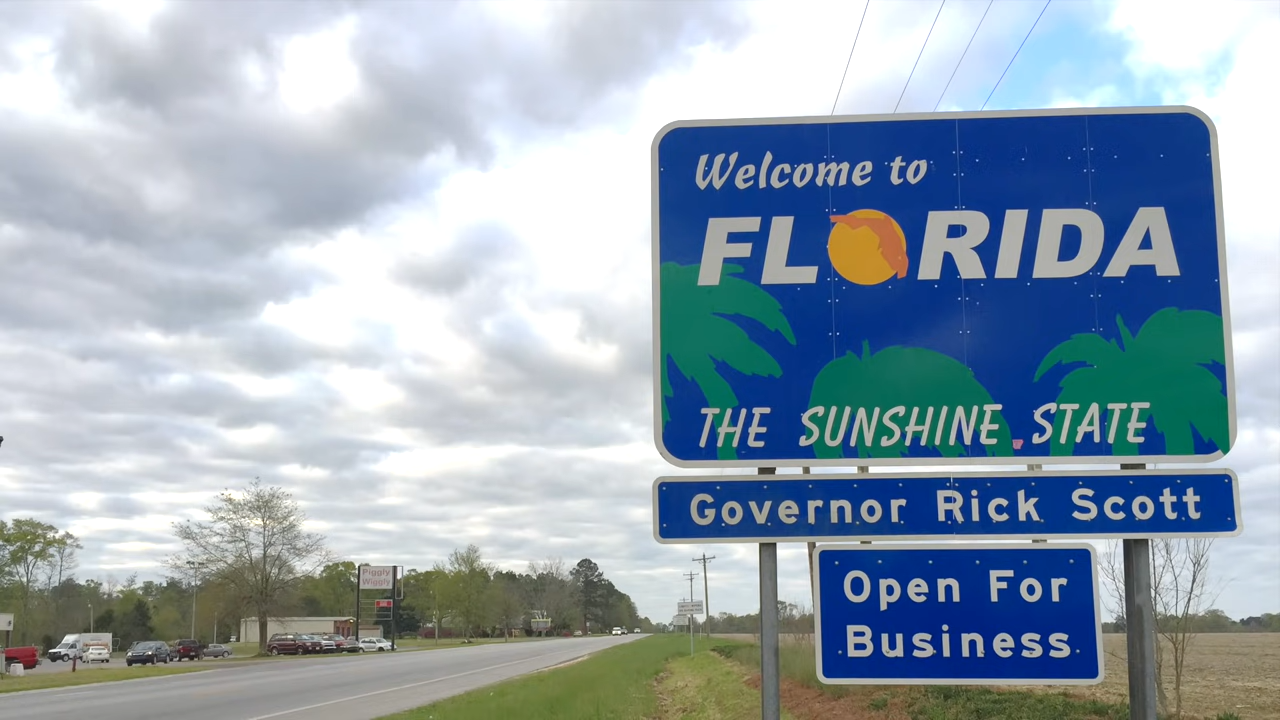 Welcome to
FLORIDA
THE SUNSHINE STATE
Governor Rick Scott
Open For
Business
Piggly
Wiggly